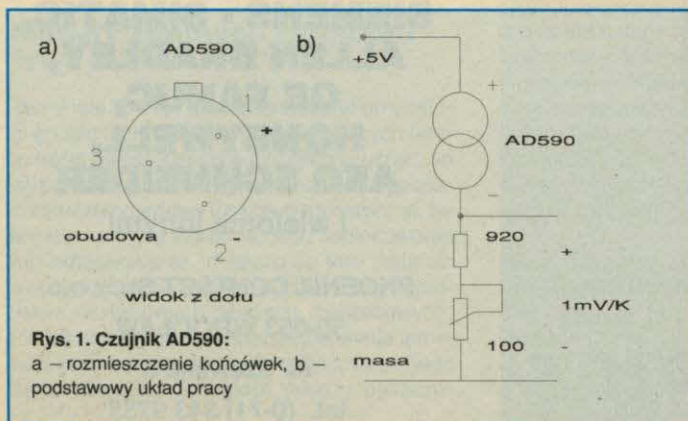 a)
AD590
1
+
3
obudowa
2
-
widok z dołu
b)
+5V
+
AD590
-
920
+
1mV/K
100
-
masa
Rys. 1. Czujnik AD590:
a – rozmieszczenie końcówek, b –
podstawowy układ pracy